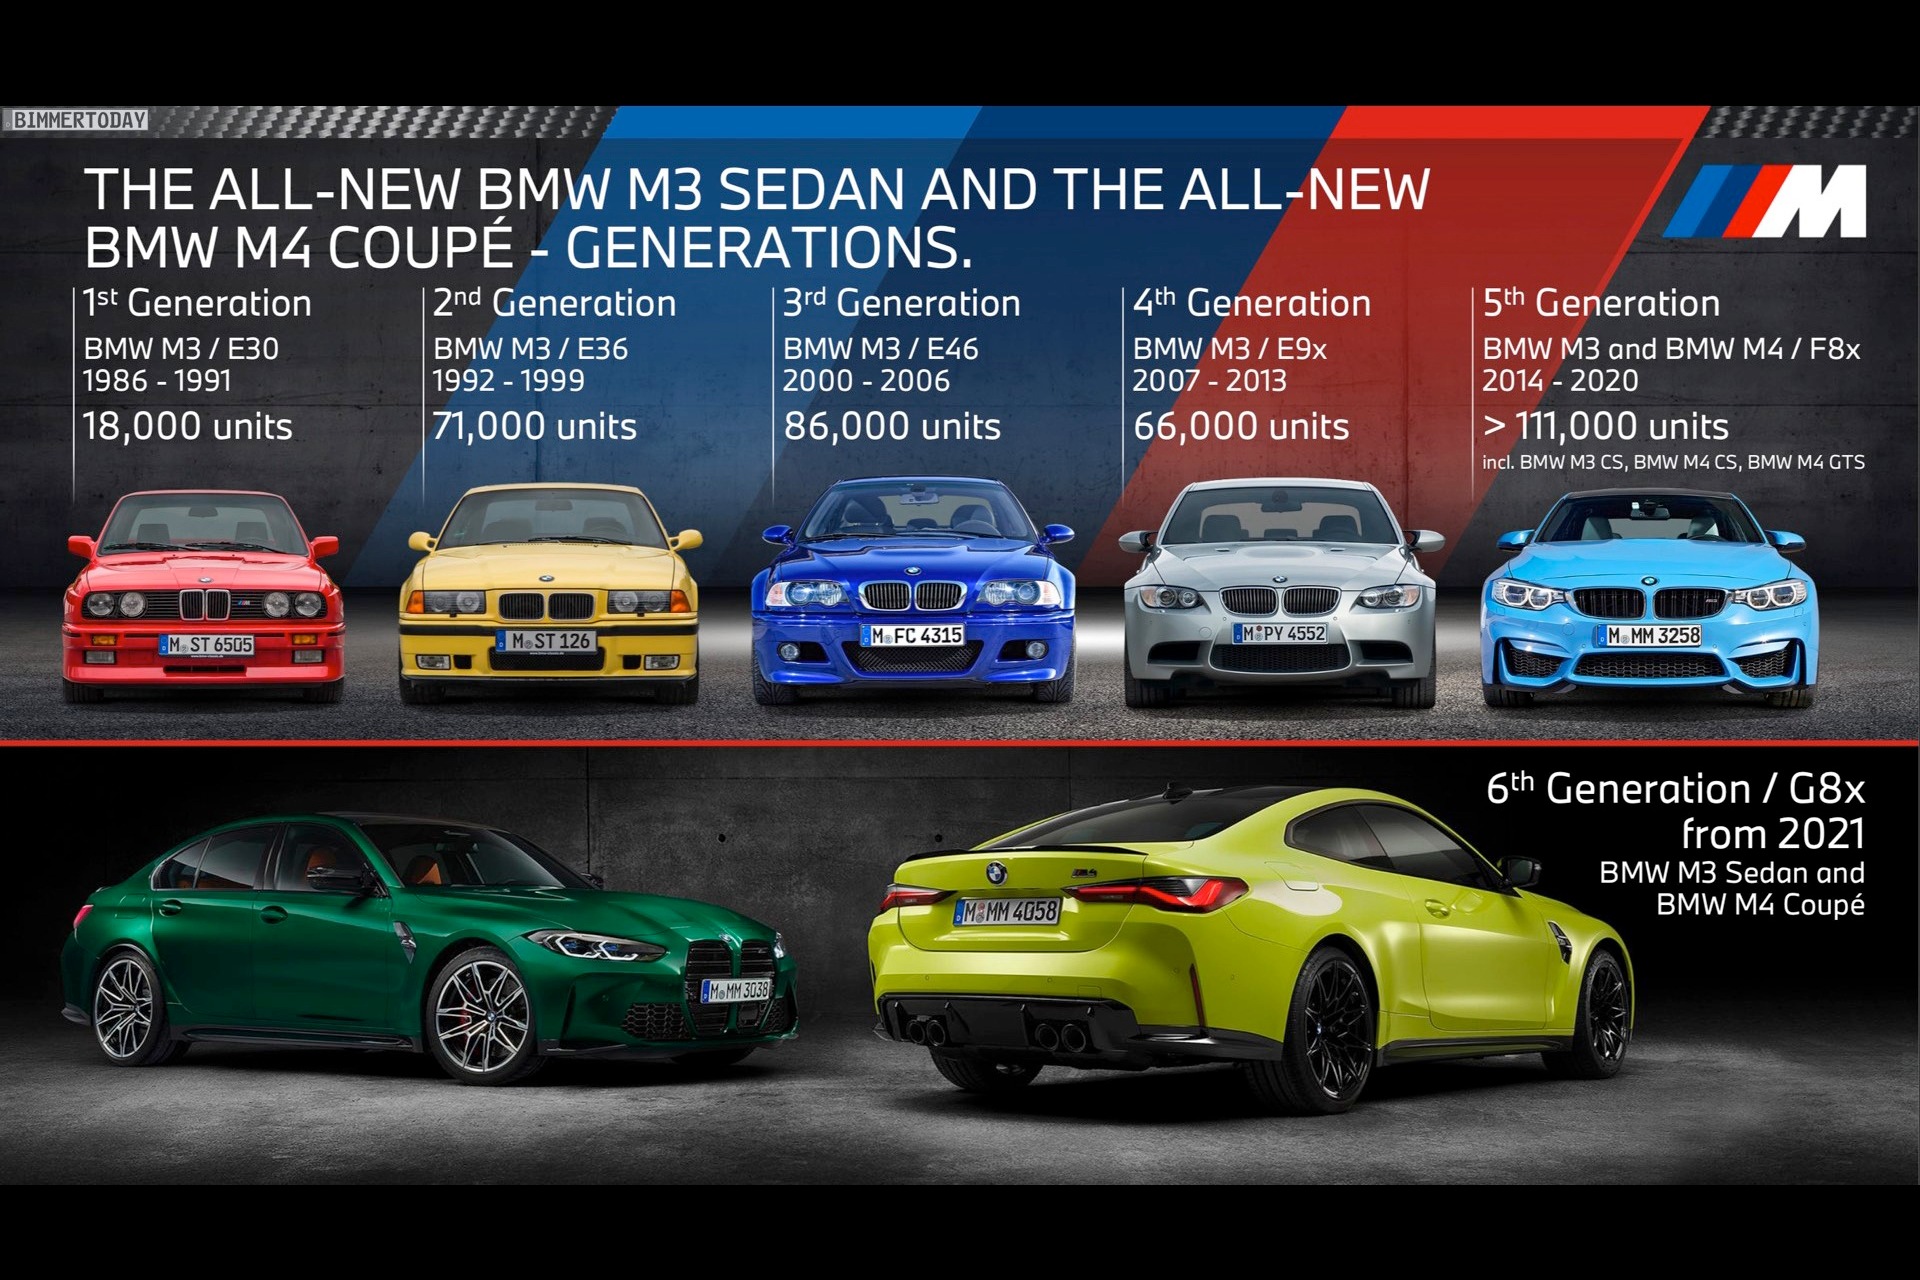 BIMMERTODAY
THE ALL-NEW BMW M3 SEDAN AND THE ALL-NEW
BMW M4 COUPÉ - GENERATIONS.
M
1st Generation
BMW M3 / E30
1986 - 1991
18,000 units
2nd Generation
BMW M3 / E36
1992 - 1999
71,000 units
3rd Generation
BMW M3 / E46
2000 - 2006
86,000 units
4th Generation
BMW M3 / E9x
2007 - 2013
66,000 units
5th Generation
BMW M3 and BMW M4 / F8x
2014 - 2020
> 111,000 units
incl. BMW M3 CS, BMW M4 CS, BMW M4 GTS
M ST 6505
M ST 126
M FC 4315
M PY 4552
M MM 3258
6th Generation / G8x
from 2021
BMW M3 Sedan and
BMW M4 Coupé
M MM 3038
M4
M MM 4058